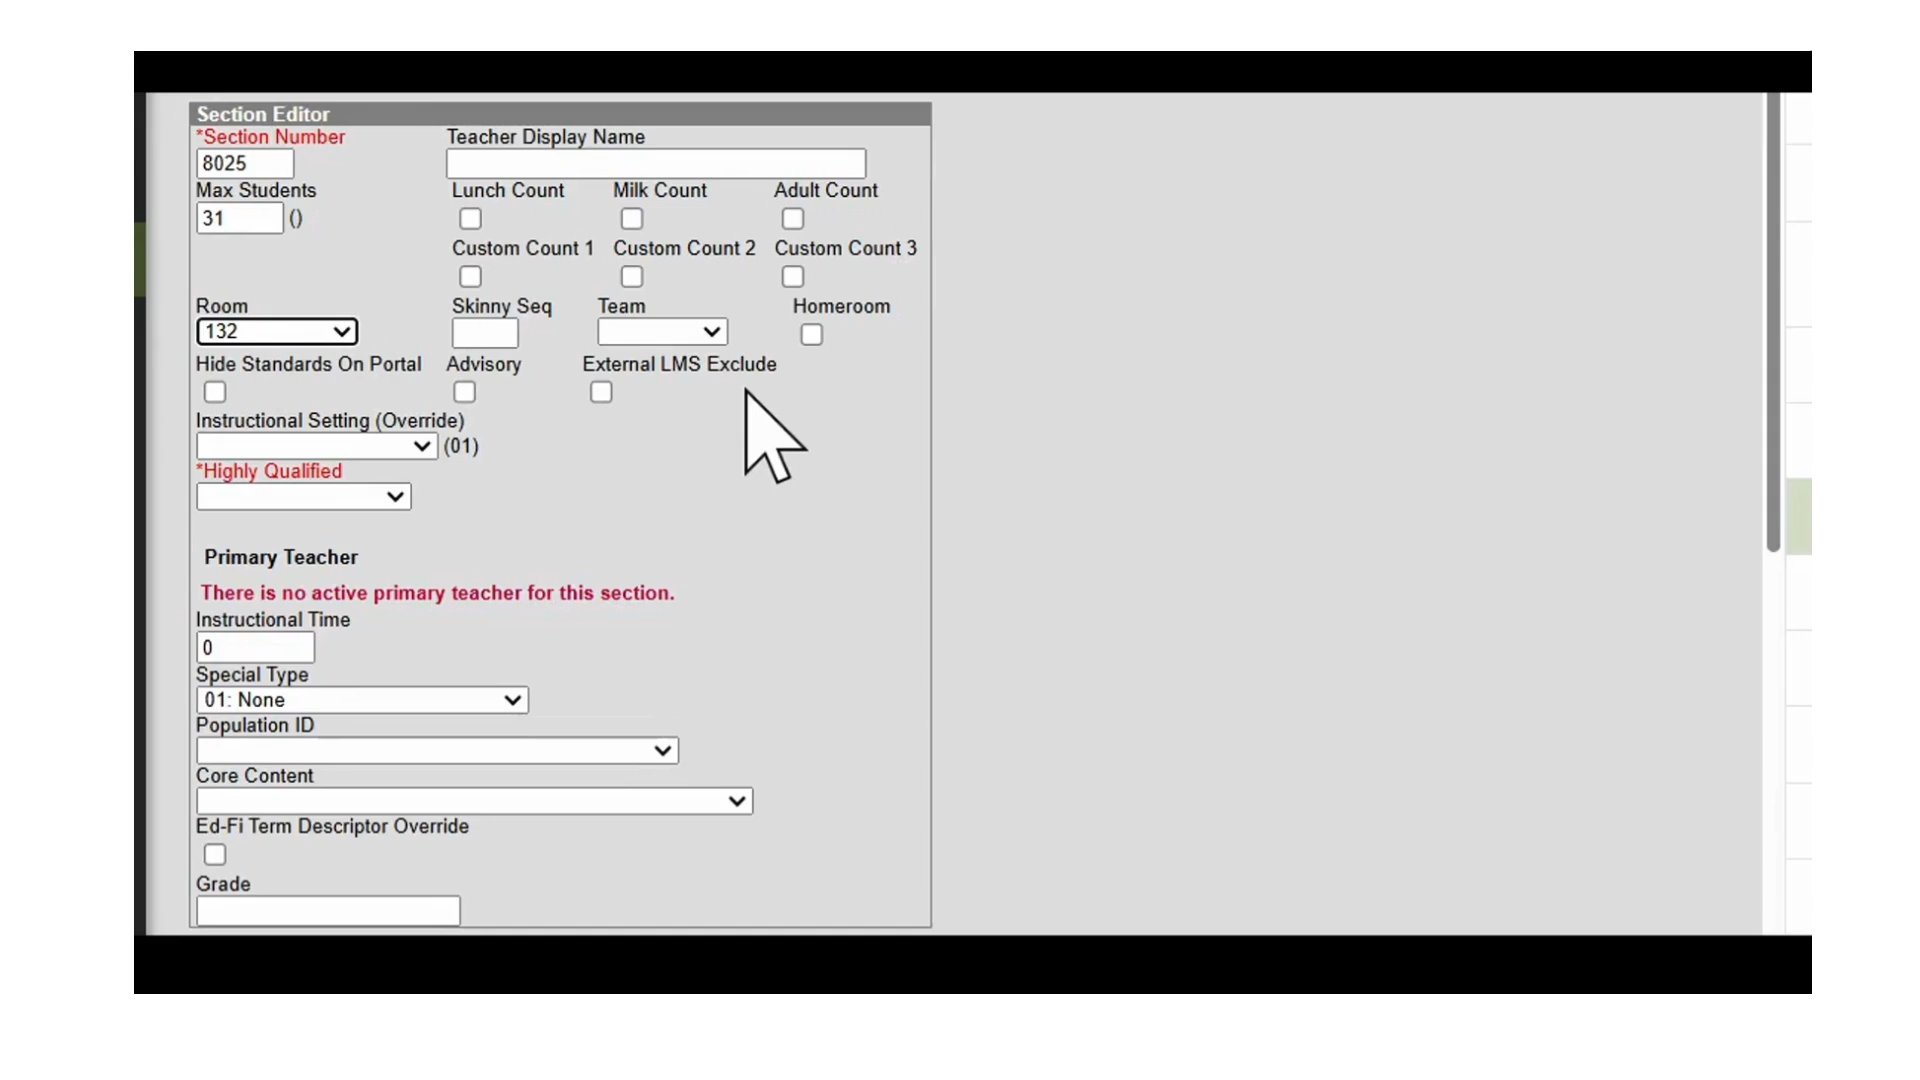 Section Editor
*Section Number Teacher Display Name
8025
Max Students Lunch Count Milk Count Adult Count
31 ()
Custom Count 1 Custom Count 2 Custom Count 3
Room Skinny Seq Team Homeroom
132
Hide Standards On Portal Advisory External LMS Exclude
Instructional Setting (Override)
(01)
*Highly Qualified
Primary Teacher
There is no active primary teacher for this section.
Instructional Time
0
Special Type
01: None
Population ID
Core Content
Ed-Fi Term Descriptor Override
Grade